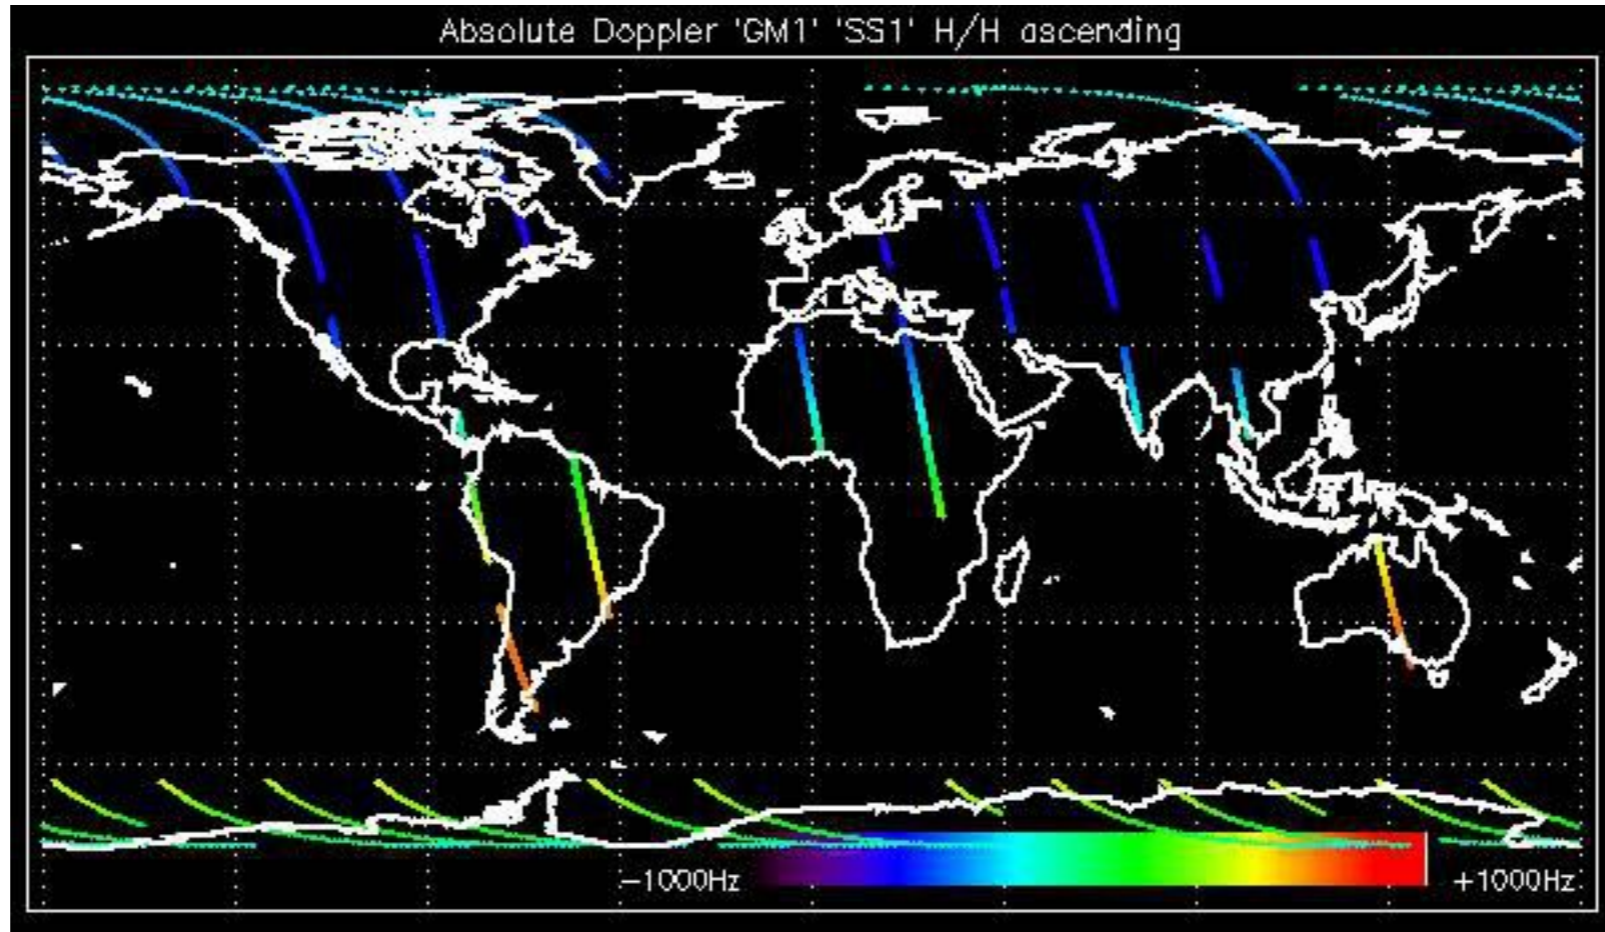 Absolute Doppler 'GM1' 'SS1' H/H ascending
−1000Hz
+1000Hz